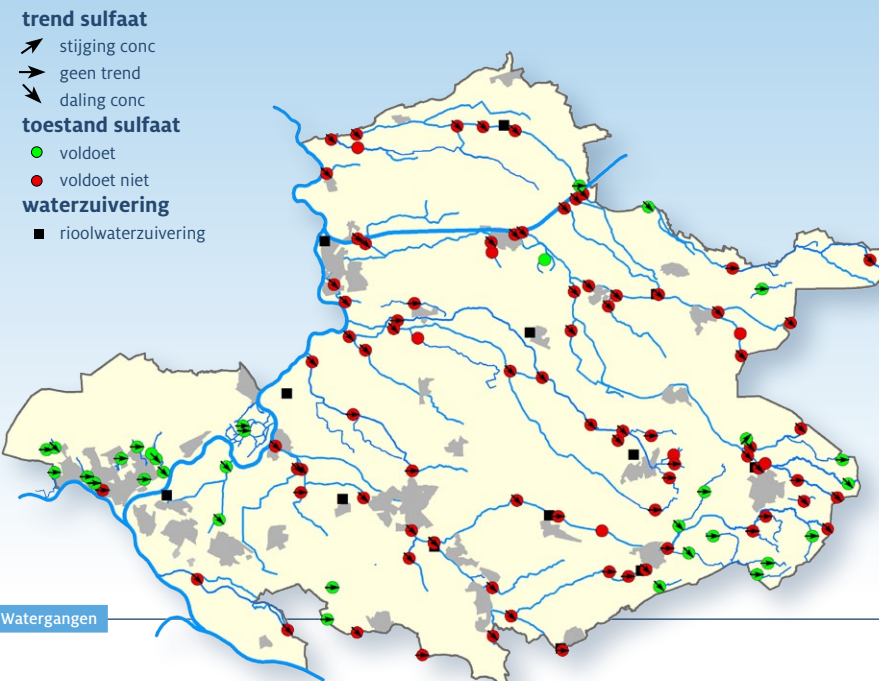 trend sulfaat
stijging conc
geen trend
daling conc
toestand sulfaat
voldoet
voldoet niet
waterzuivering
rioolwaterzuivering
Watergangen